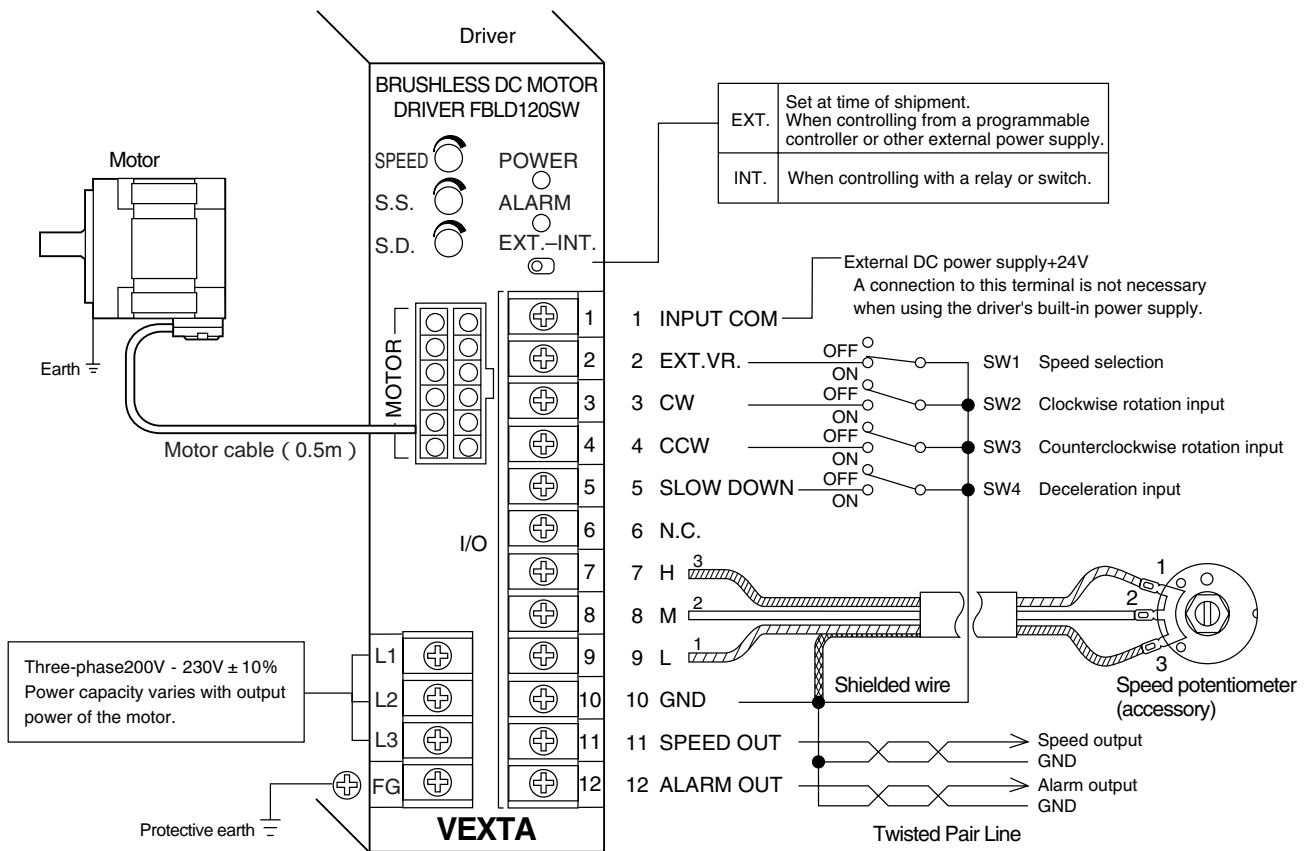 Driver
BRUSHLESS DC MOTOR
DRIVER FBLD120SW
SPEED
POWER
S.S.
ALARM
S.D.
EXT.–INT.
EXT.
Set at time of shipment.
When controlling from a programmable
controller or other external power supply.
INT.
When controlling with a relay or switch.
Motor
Earth
Motor cable ( 0.5m )
MOTOR
I/O
1
2
3
4
5
6
7
8
9
10
11
12
L1
L2
L3
FG
VEXTA
Three-phase200V - 230V ± 10%
Power capacity varies with output
power of the motor.
Protective earth
External DC power supply+24V
A connection to this terminal is not necessary
when using the driver's built-in power supply.
1 INPUT COM
2 EXT.VR. OFF ON SW1 Speed selection
3 CW OFF ON SW2 Clockwise rotation input
4 CCW OFF ON SW3 Counterclockwise rotation input
5 SLOW DOWN OFF ON SW4 Deceleration input
6 N.C.
7 H 3 1
8 M 2 2
9 L 1 3
Shielded wire
Speed potentiometer
(accessory)
10 GND
11 SPEED OUT Speed output
GND
12 ALARM OUT Alarm output
GND
Twisted Pair Line